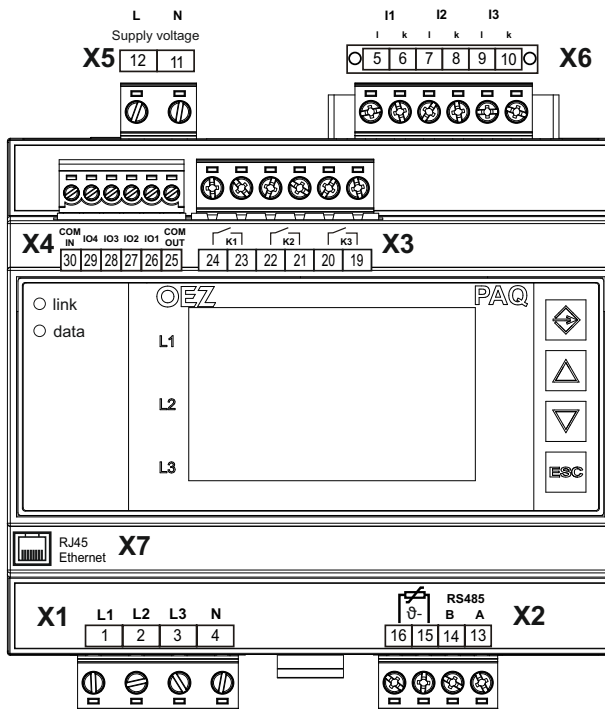 L N I1 I2 I3
Supply voltage l k l k l k
X5 12 11 5 6 7 8 9 10 X6
X4 COM IN IO4 IO3 IO2 IO1 COM OUT K1 K2 K3 X3
30 29 28 27 26 25 24 23 22 21 20 19
link OEZ PAQ
data
L1
L2
L3 ESC
RJ45
Ethernet X7
X1 L1 L2 L3 N ϑ- RS485 B A X2
1 2 3 4 16 15 14 13